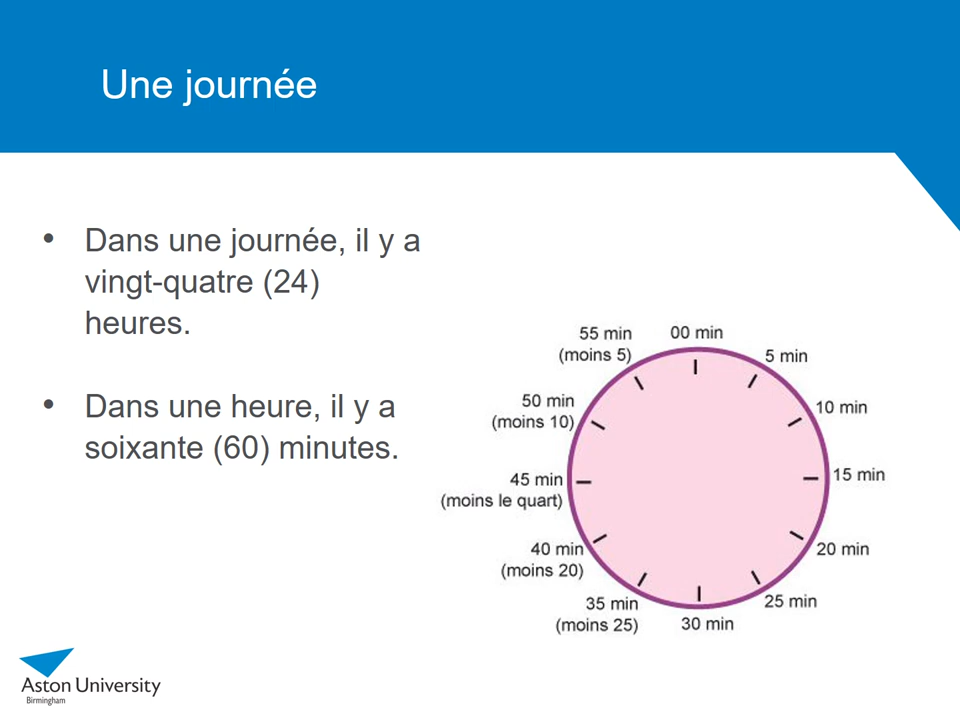 Une journée
• Dans une journée, il y a
vingt-quatre (24)
heures.
• Dans une heure, il y a
soixante (60) minutes.
00 min
5 min
10 min
15 min
20 min
25 min
30 min
35 min
(moins 25)
40 min
(moins 20)
45 min
(moins le quart)
50 min
(moins 10)
55 min
(moins 5)
Aston University
Birmingham